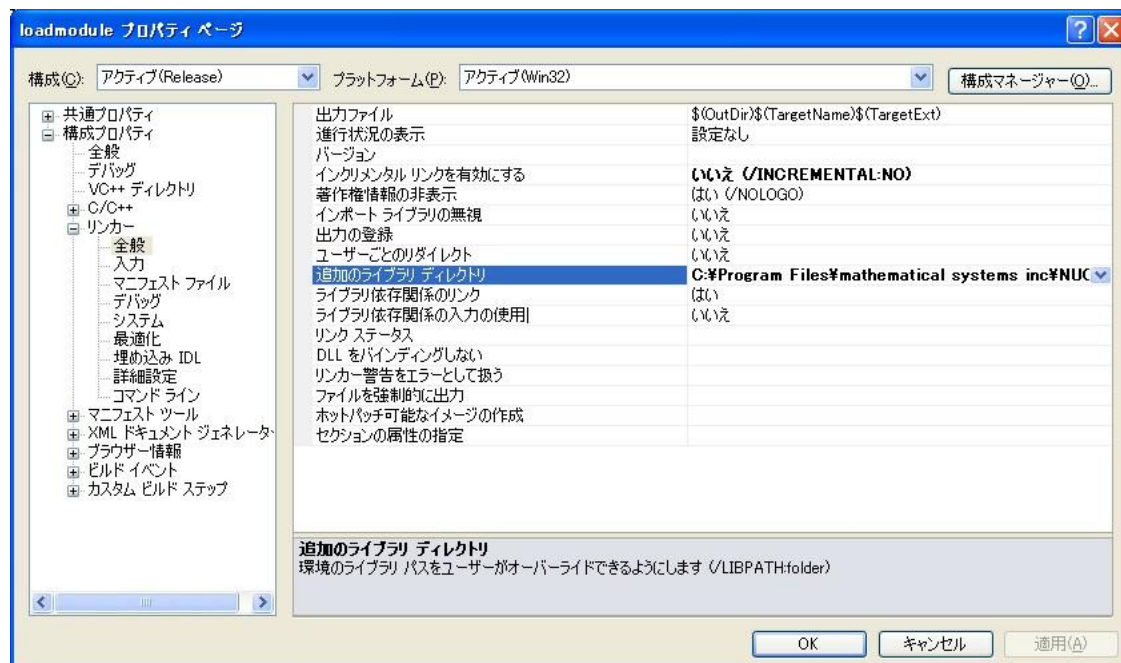 loadmodule プロパティ ページ
構成(C): アクティブ(Release) プラットフォーム(P): アクティブ(Win32) 構成マネージャー(O)...
共通プロパティ
構成プロパティ
全般
デバッグ
VC++ ディレクトリ
C/C++
リンカー
全般
入力
マニフェスト ファイル
デバッグ
システム
最適化
埋め込み IDL
詳細設定
コマンド ライン
マニフェスト ツール
XML ドキュメント ジェネレータ
ブラウザー情報
ビルド イベント
カスタム ビルド ステップ
出力ファイル $(OutDir)$(TargetName)$(TargetExt)
進行状況の表示 設定なし
バージョン
インクリメンタル リンクを有効にする いいえ (/INCREMENTAL:NO)
著作権情報の非表示 はい (/NOLOGO)
インポート ライブラリの無視 いいえ
出力の登録 いいえ
ユーザーごとのリダイレクト いいえ
追加のライブラリ ディレクトリ C:¥Program Files¥mathematical systems inc¥NUO
ライブラリ依存関係のリンク はい
ライブラリ依存関係の入力の使用 いいえ
リンク ステータス
DLL をバインディングしない
リンカー警告をエラーとして扱う
ファイルを強制的に出力
ホットパッチ可能なイメージの作成
セクションの属性の指定
追加のライブラリ ディレクトリ
環境のライブラリ パスをユーザーがオーバーライドできるようにします (/LIBPATH:folder)
OK キャンセル 適用(A)